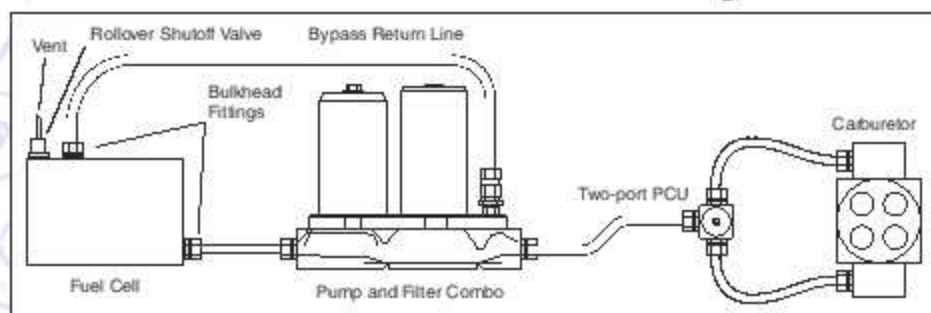 Rollover Shutoff Valve
Bypass Return Line
Vent
Bulkhead
Fittings
Carburetor
Two-port PCU
Fuel Cell
Pump and Filter Combo